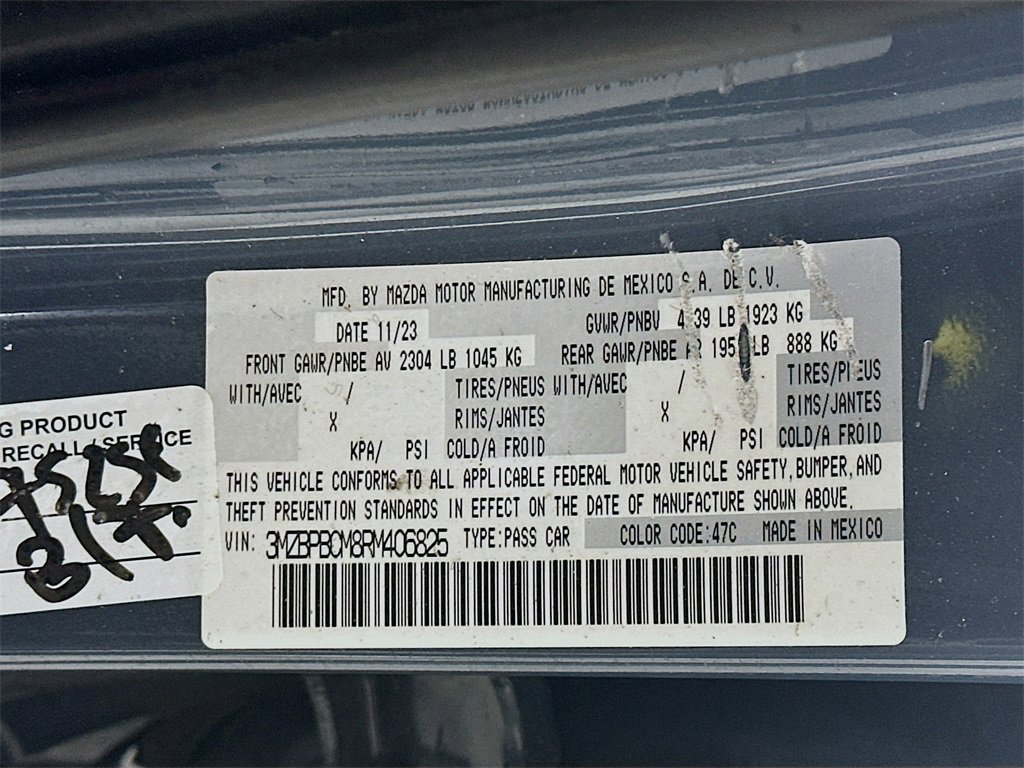 MFD. BY MAZDA MOTOR MANUFACTURING DE MEXICO S.A. DE C.V.
DATE 11/23
GVWR/PNBV 4 39 LB 1923 KG
FRONT GAWR/PNBE AV 2304 LB 1045 KG
REAR GAWR/PNBE 195 LB 888 KG
WITH/AVEC / TIRES/PNEUS WITH/AVEC / TIRES/PNEUS
X RIMS/JANTES X RIMS/JANTES
KPA/ PSI COLD/A FROID KPA/ PSI COLD/A FROID
THIS VEHICLE CONFORMS TO ALL APPLICABLE FEDERAL MOTOR VEHICLE SAFETY, BUMPER, AND
THEFT PREVENTION STANDARDS IN EFFECT ON THE DATE OF MANUFACTURE SHOWN ABOVE.
VIN: 3MZBPBCM8RM406825 TYPE:PASS CAR COLOR CODE:47C MADE IN MEXICO
G PRODUCT
RECALL/SERVICE